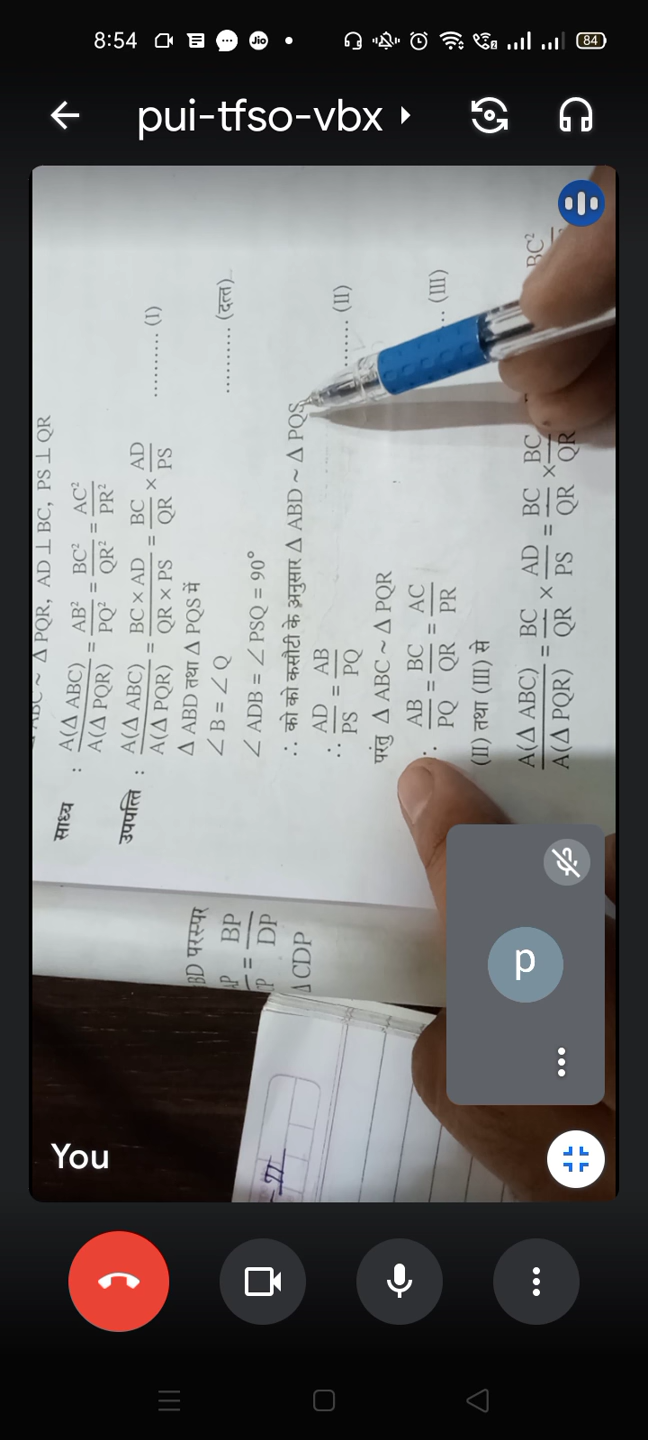 8:54
Jio
84
pui-tfso-vbx
ABC ~ Δ PQR, AD ⊥ BC, PS ⊥ QR
साध्य : A(Δ ABC)/A(Δ PQR) = AB²/PQ² = BC²/QR² = AC²/PR²
उपपत्ति : A(Δ ABC)/A(Δ PQR) = BC × AD/QR × PS = BC/QR × AD/PS .......... (I)
Δ ABD तथा Δ PQS में
∠ B = ∠ Q ........... (दत्त)
∠ ADB = ∠ PSQ = 90°
∴ को को कसौटी के अनुसार Δ ABD ~ Δ PQS
∴ AD/PS = AB/PQ ...... (II)
परंतु Δ ABC ~ Δ PQR
AB/PQ = BC/QR = AC/PR .. (III)
(II) तथा (III) से
A(Δ ABC)/A(Δ PQR) = BC/QR × AD/PS = BC/QR × BC/QR BC²
BD परस्पर
BP/DP
Δ CDP
p
You